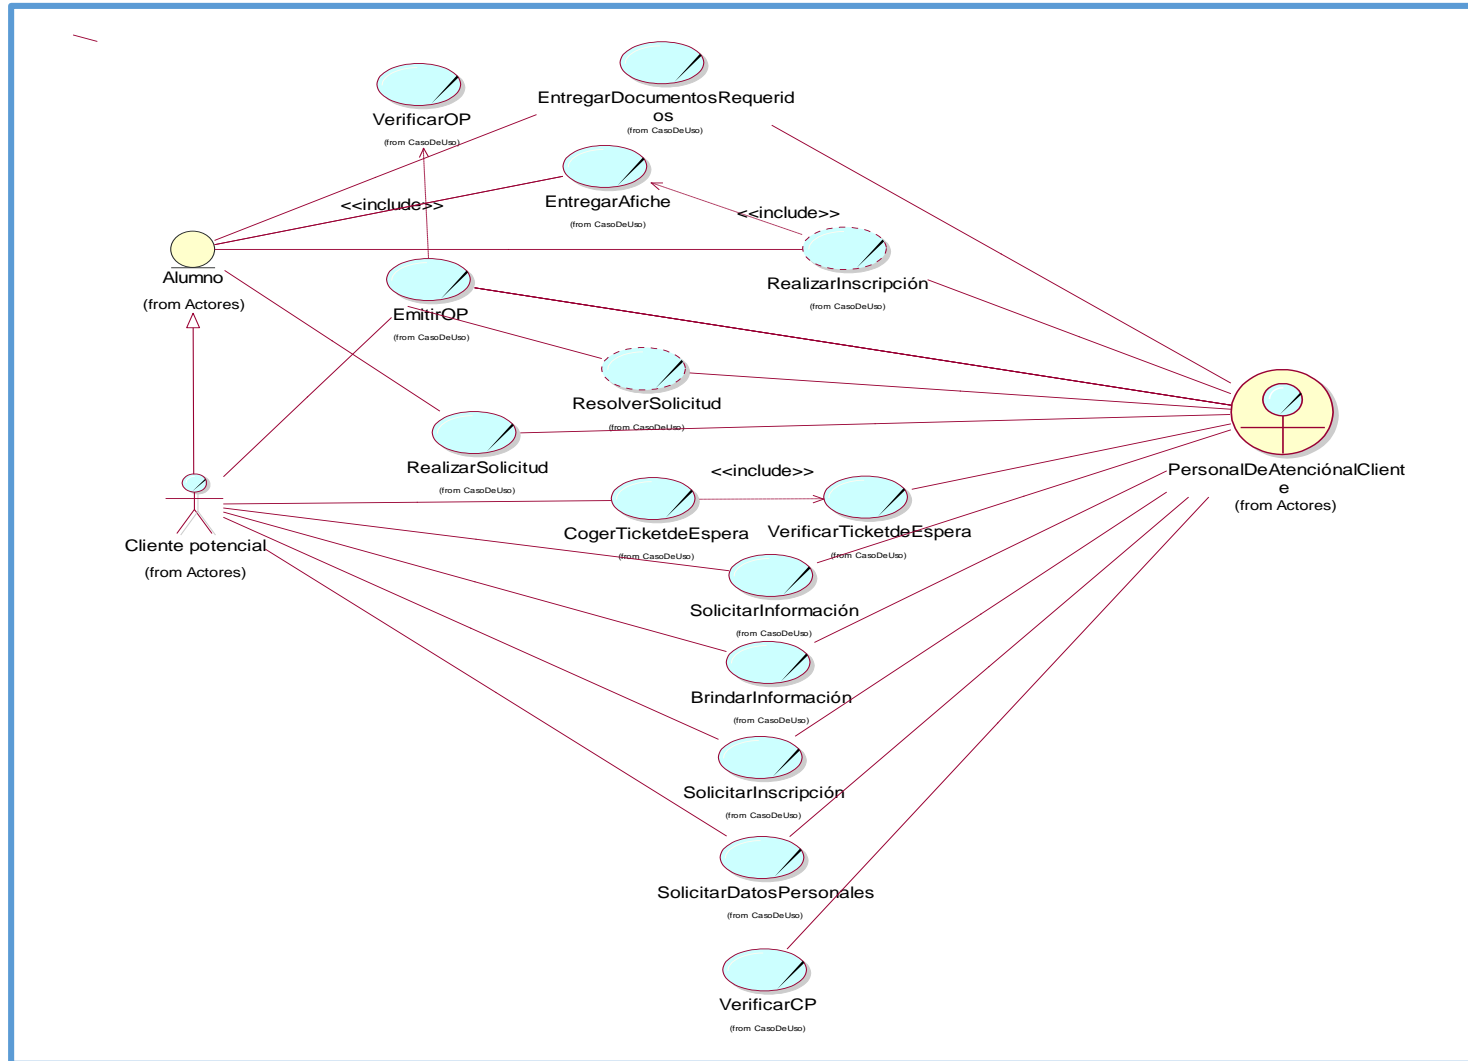 VerificarOP
(from CasoDeUso)
EntregarDocumentosRequerid
os
(from CasoDeUso)
<<include>>
EntregarAfiche
(from CasoDeUso)
<<include>>
Alumno
(from Actores)
EmitirOP
(from CasoDeUso)
RealizarInscripción
(from CasoDeUso)
ResolverSolicitud
(from CasoDeUso)
RealizarSolicitud
(from CasoDeUso)
PersonalDeAtenciónalClient
e
(from Actores)
<<include>>
Cliente potencial
(from Actores)
CogerTicketdeEspera
(from CasoDeUso)
VerificarTicketdeEspera
(from CasoDeUso)
SolicitarInformación
(from CasoDeUso)
BrindarInformación
(from CasoDeUso)
SolicitarInscripción
(from CasoDeUso)
SolicitarDatosPersonales
(from CasoDeUso)
VerificarCP
(from CasoDeUso)